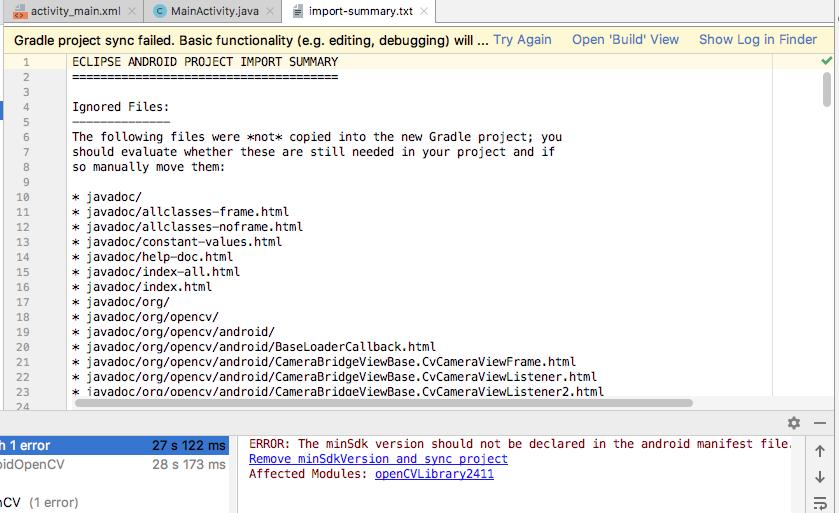 activity_main.xml MainActivity.java import-summary.txt
Gradle project sync failed. Basic functionality (e.g. editing, debugging) will ... Try Again Open 'Build' View Show Log in Finder
1 ECLIPSE ANDROID PROJECT IMPORT SUMMARY
2 ======================================
3
4 Ignored Files:
5 --------------
6 The following files were *not* copied into the new Gradle project; you
7 should evaluate whether these are still needed in your project and if
8 so manually move them:
9
10 * javadoc/
11 * javadoc/allclasses-frame.html
12 * javadoc/allclasses-noframe.html
13 * javadoc/constant-values.html
14 * javadoc/help-doc.html
15 * javadoc/index-all.html
16 * javadoc/index.html
17 * javadoc/org/
18 * javadoc/org/opencv/
19 * javadoc/org/opencv/android/
20 * javadoc/org/opencv/android/BaseLoaderCallback.html
21 * javadoc/org/opencv/android/CameraBridgeViewBase.CvCameraViewFrame.html
22 * javadoc/org/opencv/android/CameraBridgeViewBase.CvCameraViewListener.html
23 * javadoc/org/opencv/android/CameraBridgeViewBase.CvCameraViewListener2.html
24
h 1 error 27 s 122 ms
oidOpenCV 28 s 173 ms
nCV (1 error)
ERROR: The minSdk version should not be declared in the android manifest file.
Remove minSdkVersion and sync project
Affected Modules: openCVLibrary2411